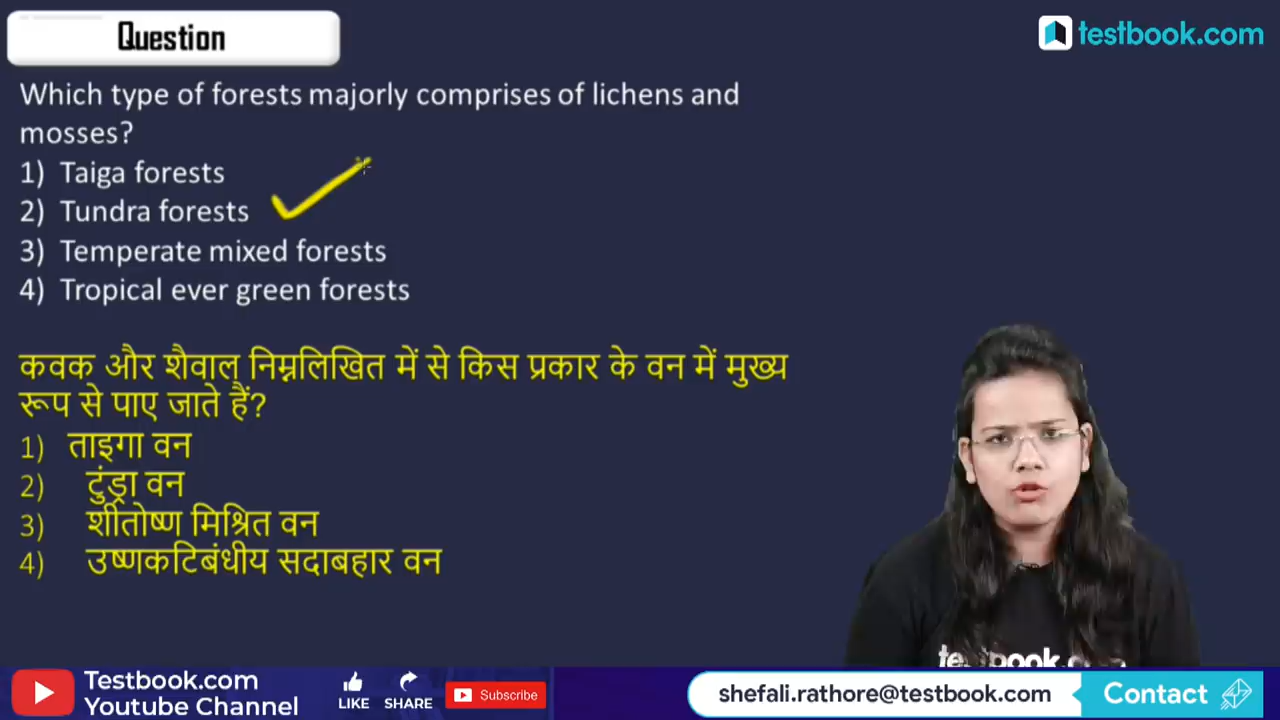 Question
testbook.com
Which type of forests majorly comprises of lichens and
mosses?
1) Taiga forests
2) Tundra forests
3) Temperate mixed forests
4) Tropical ever green forests
कवक और शैवाल निम्नलिखित में से किस प्रकार के वन में मुख्य
रूप से पाए जाते हैं?
1) ताइगा वन
2) टुंड्रा वन
3) शीतोष्ण मिश्रित वन
4) उष्णकटिबंधीय सदाबहार वन
Testbook.com
YouTube Channel
LIKE
SHARE
Subscribe
shefali.rathore@testbook.com
Contact